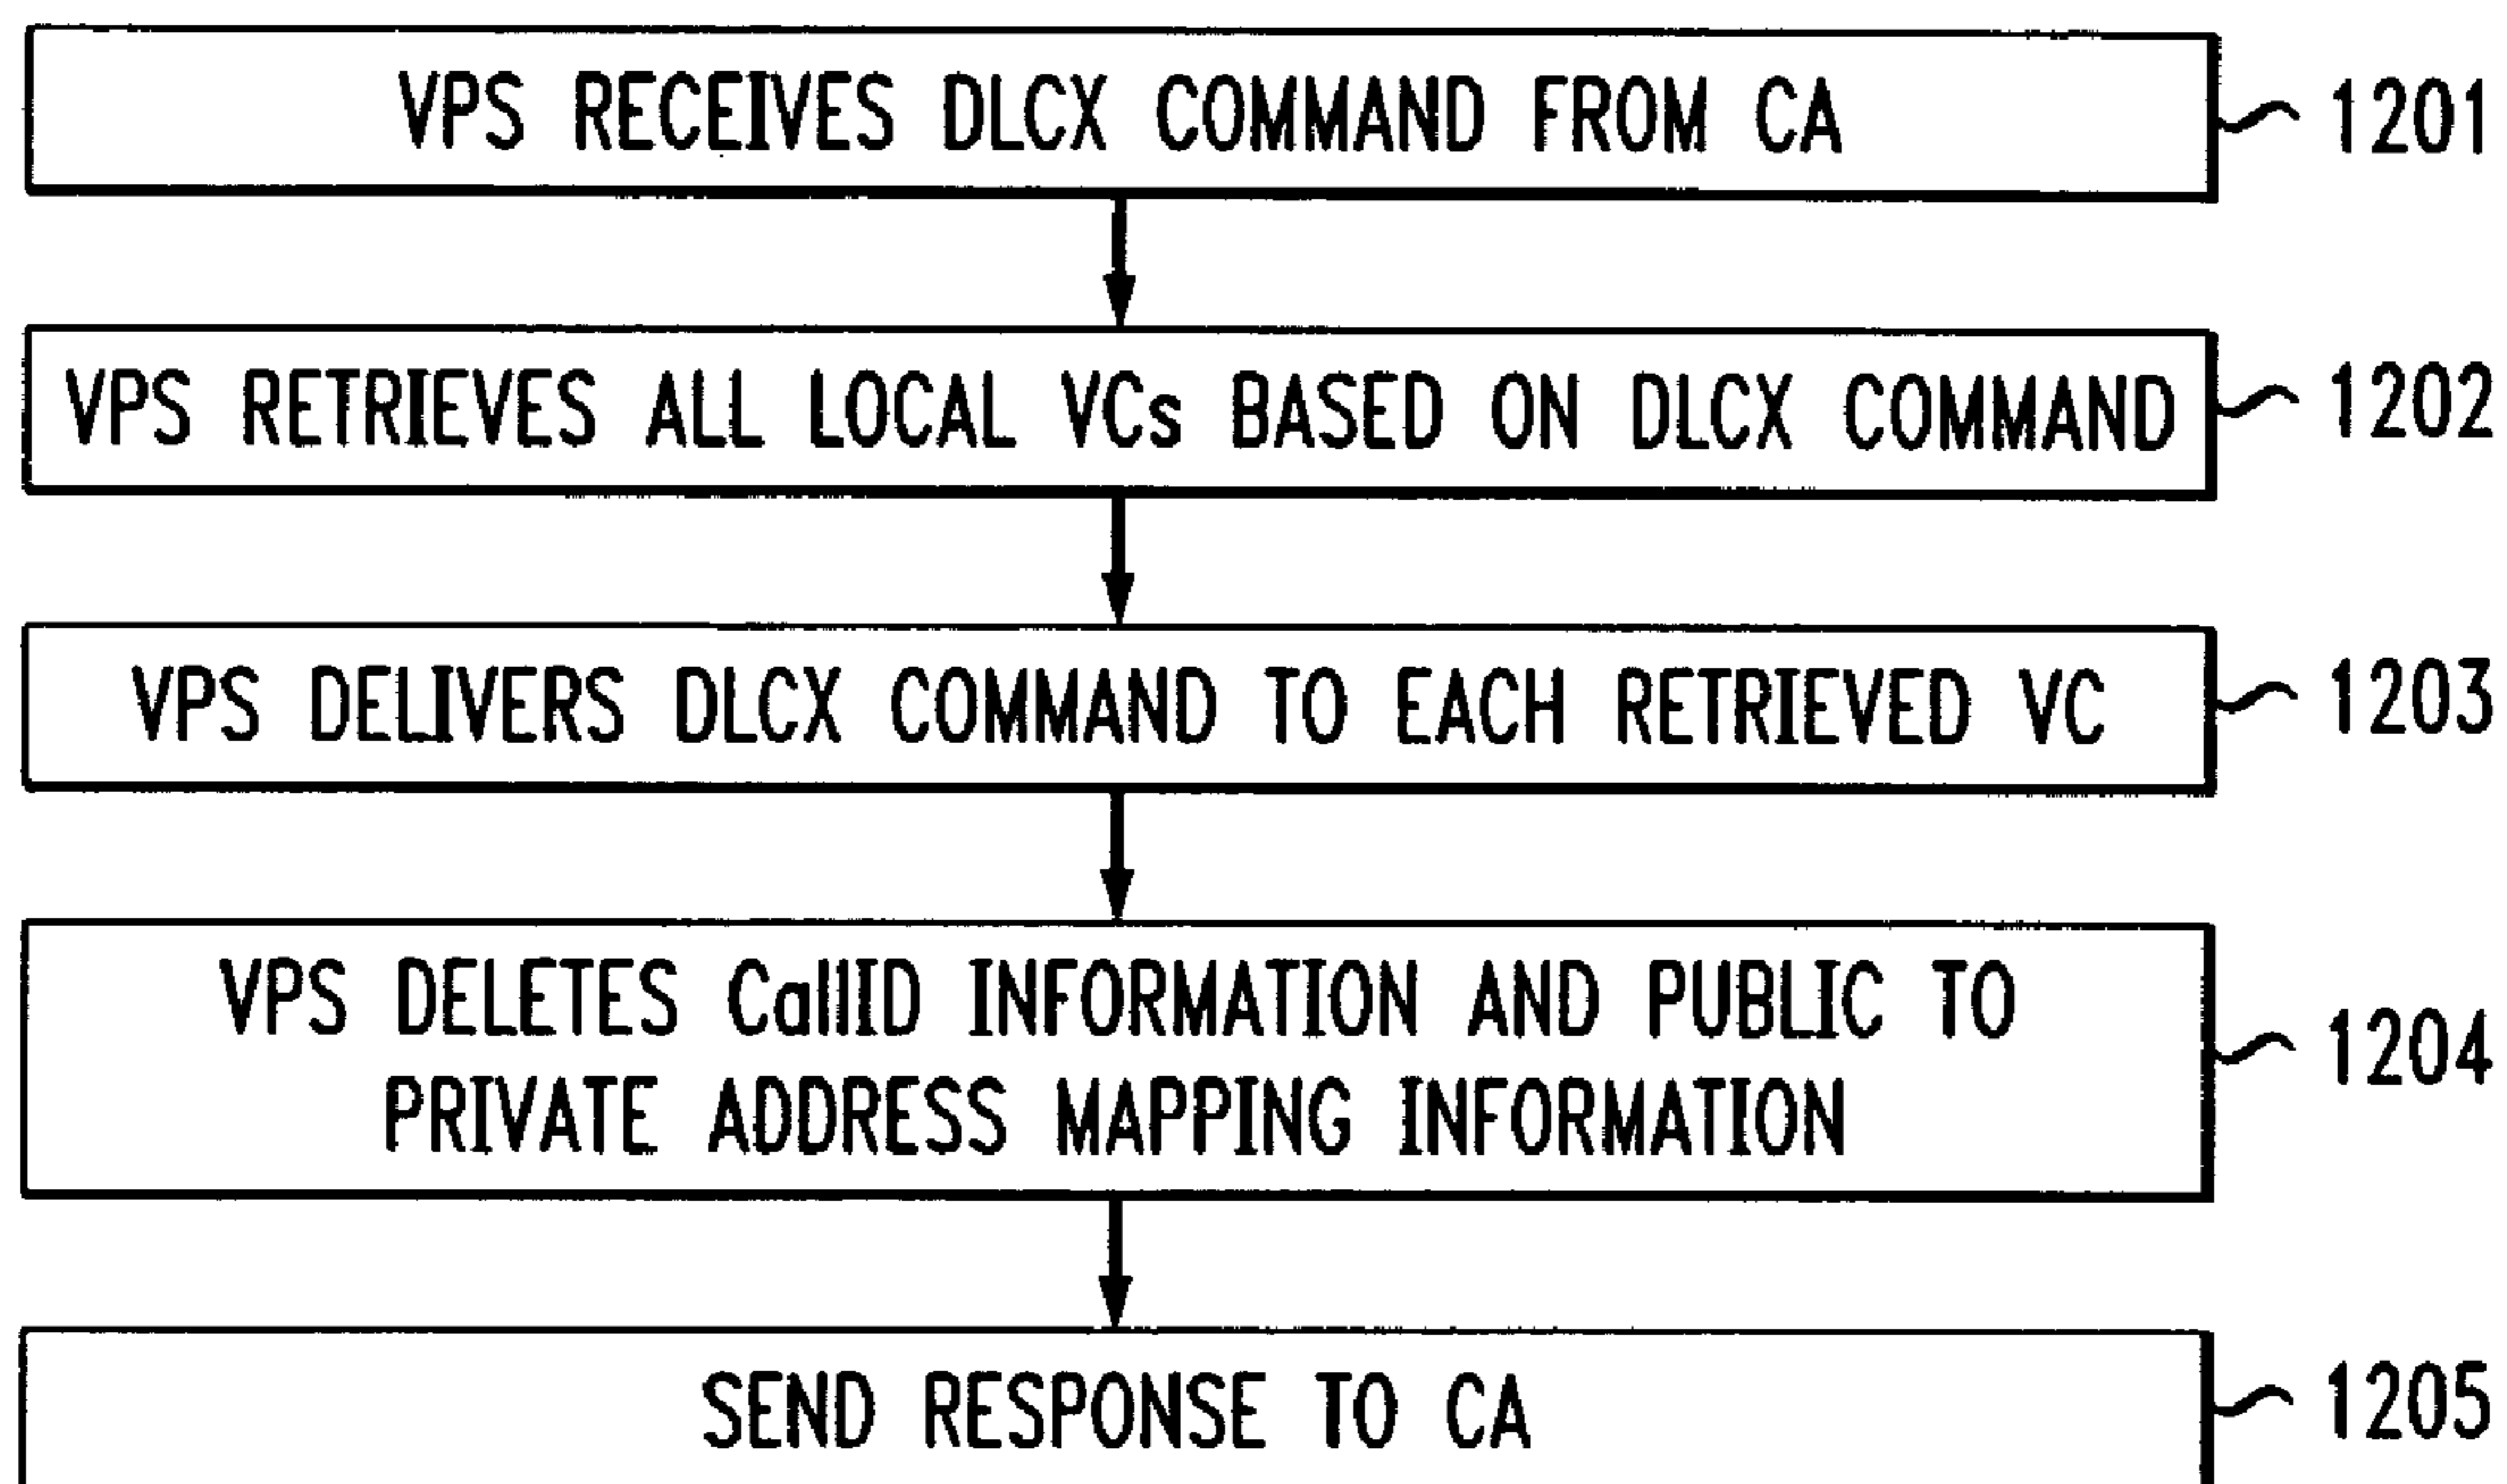 VPS RECEIVES DLCX COMMAND FROM CA
1201
VPS RETRIEVES ALL LOCAL VCs BASED ON DLCX COMMAND
1202
VPS DELIVERS DLCX COMMAND TO EACH RETRIEVED VC
1203
VPS DELETES CallID INFORMATION AND PUBLIC TO
PRIVATE ADDRESS MAPPING INFORMATION
1204
SEND RESPONSE TO CA
1205